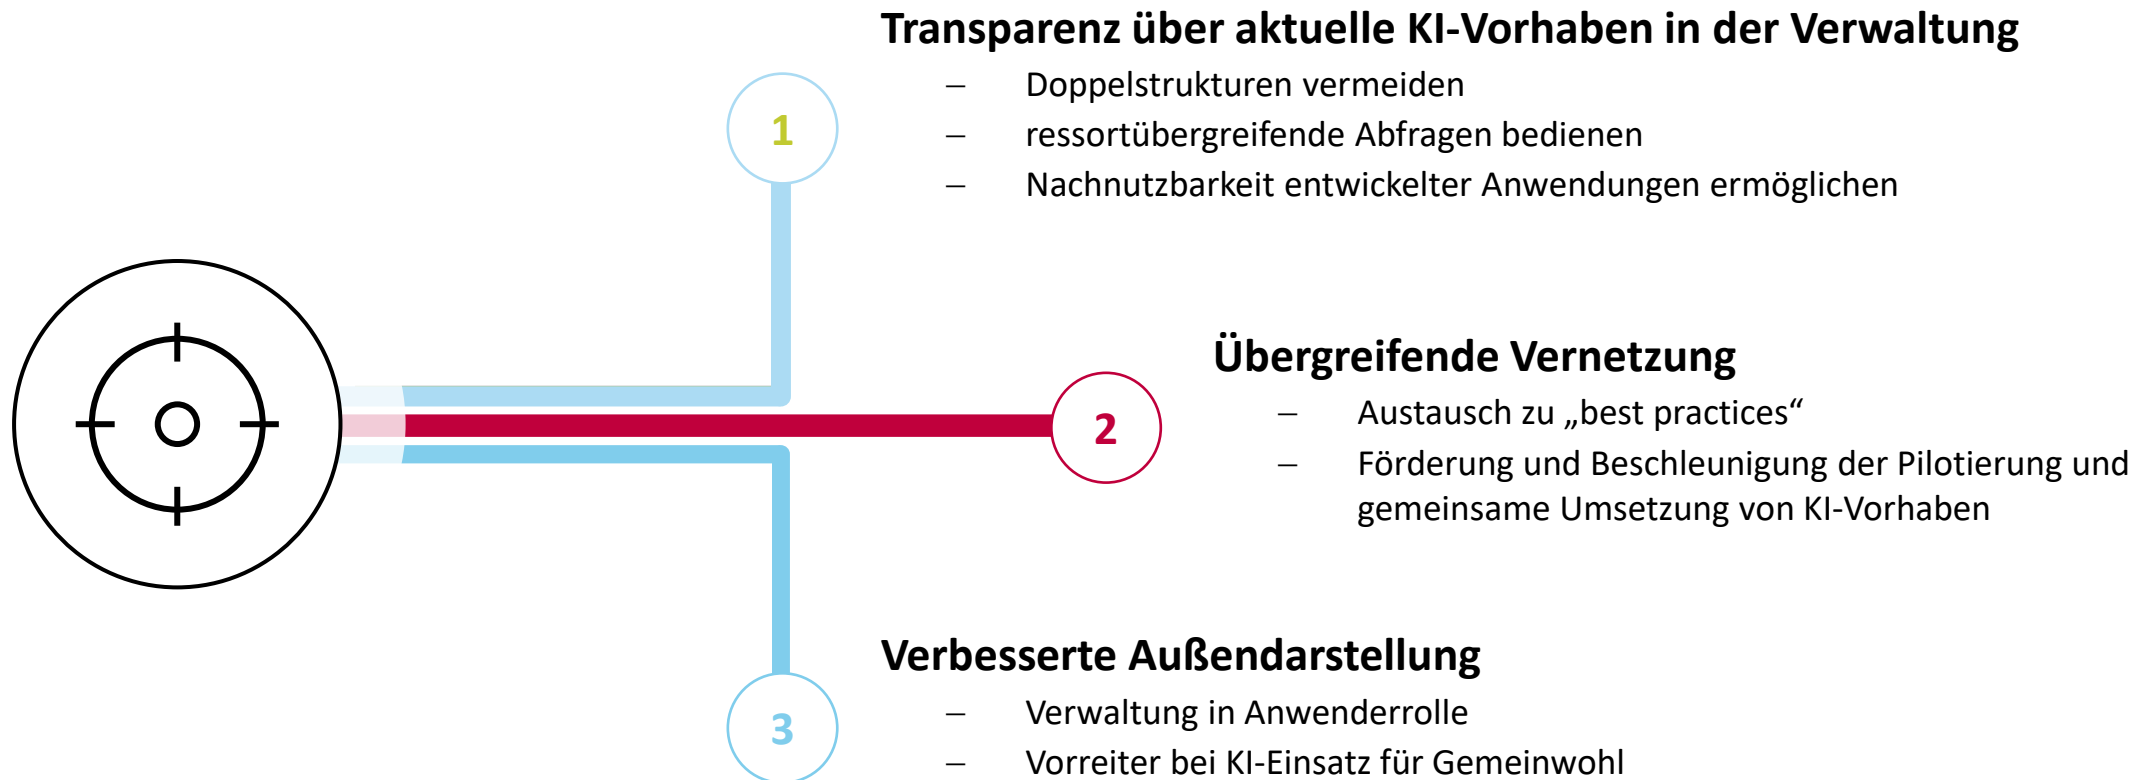 Transparenz über aktuelle KI-Vorhaben in der Verwaltung
1
– Doppelstrukturen vermeiden
– ressortübergreifende Abfragen bedienen
– Nachnutzbarkeit entwickelter Anwendungen ermöglichen
Übergreifende Vernetzung
2
– Austausch zu „best practices“
– Förderung und Beschleunigung der Pilotierung und
gemeinsame Umsetzung von KI-Vorhaben
Verbesserte Außendarstellung
3
– Verwaltung in Anwenderrolle
– Vorreiter bei KI-Einsatz für Gemeinwohl